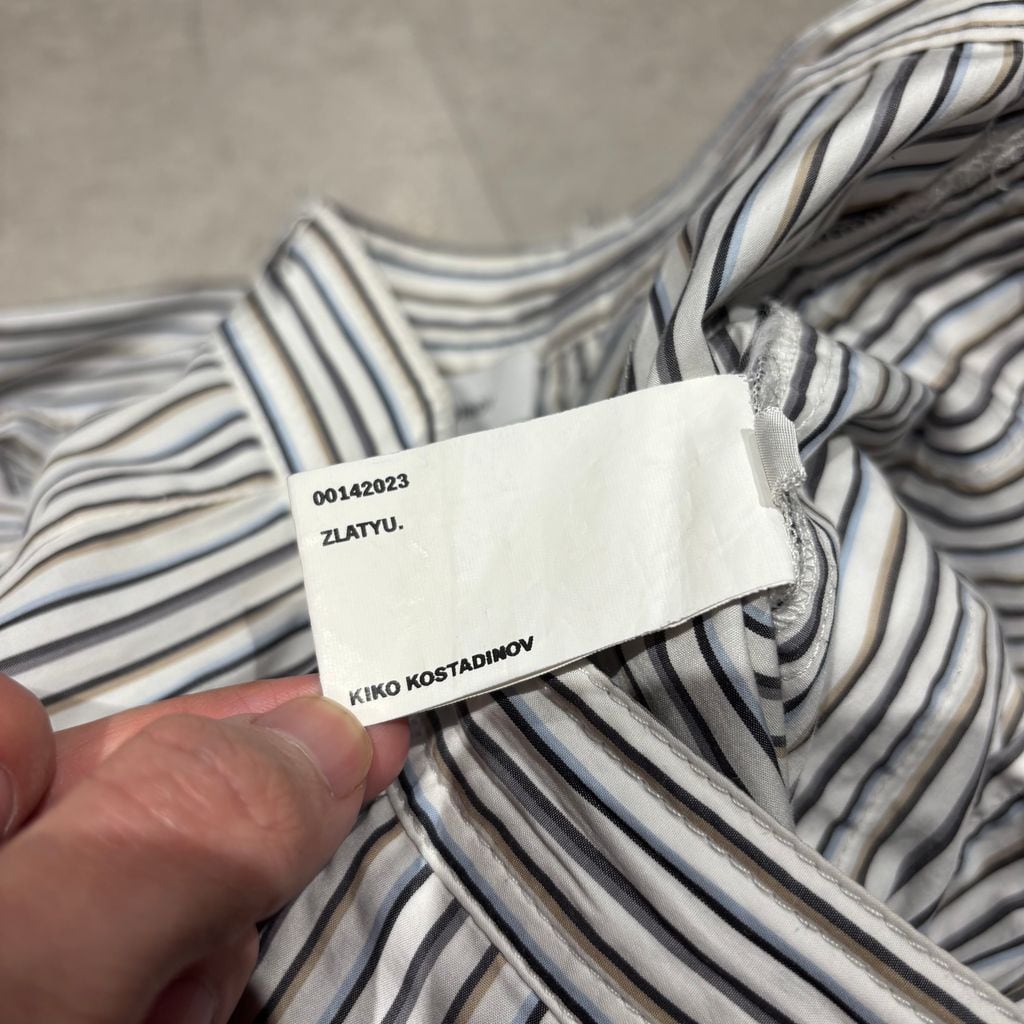 00142023
ZLATYU.
KIKO KOSTADINOV